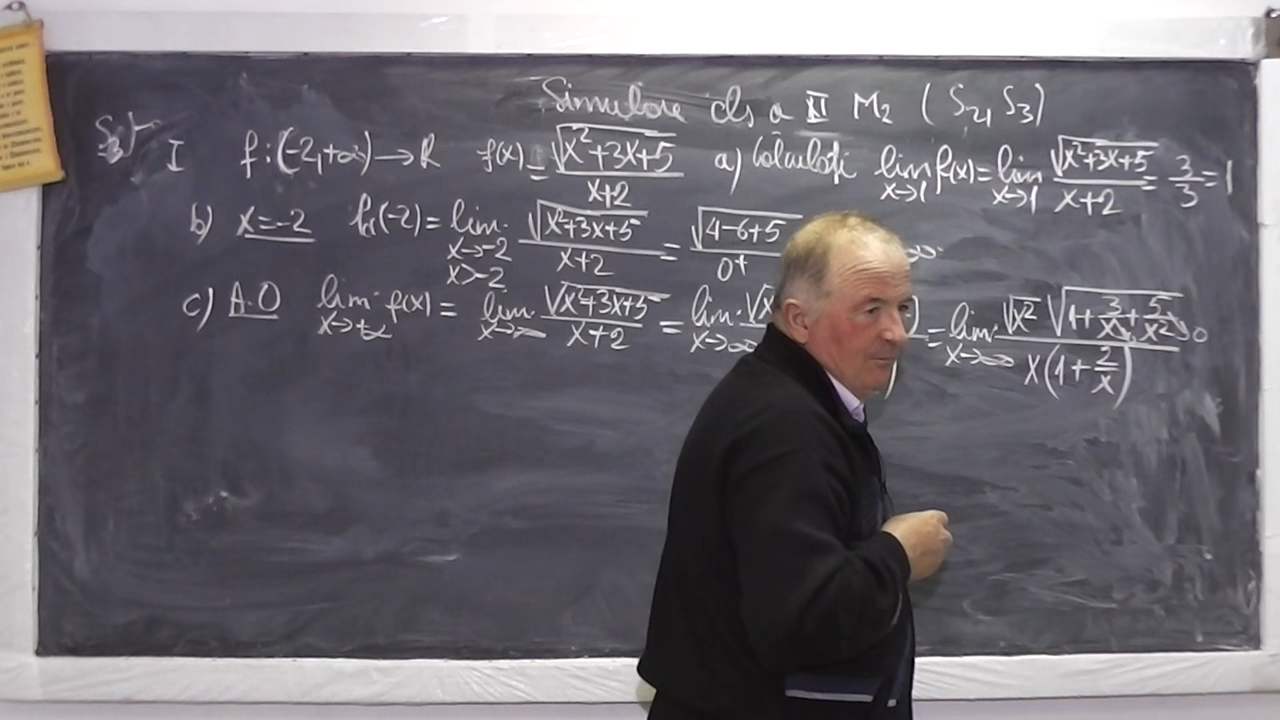 Simulare cls a II M2 (S2, S3)
S3) I f:(-2,+∞)→R f(x)=√(x²+3x+5)/(x+2) a) Calculați lim x→1 f(x)=lim x→1 √(x²+3x+5)/(x+2)=3/3=1
b) x=-2 (-2)=lim x→-2 x>-2 √(x²+3x+5)/(x+2)=√(4-6+5)/0+ ∞
c) A.O lim x→+∞ f(x)=lim x→∞ √(x²+3x+5)/(x+2)=lim x→∞ =lim x→∞ √x² √(1+3/x+5/x²)/x(1+2/x) 0